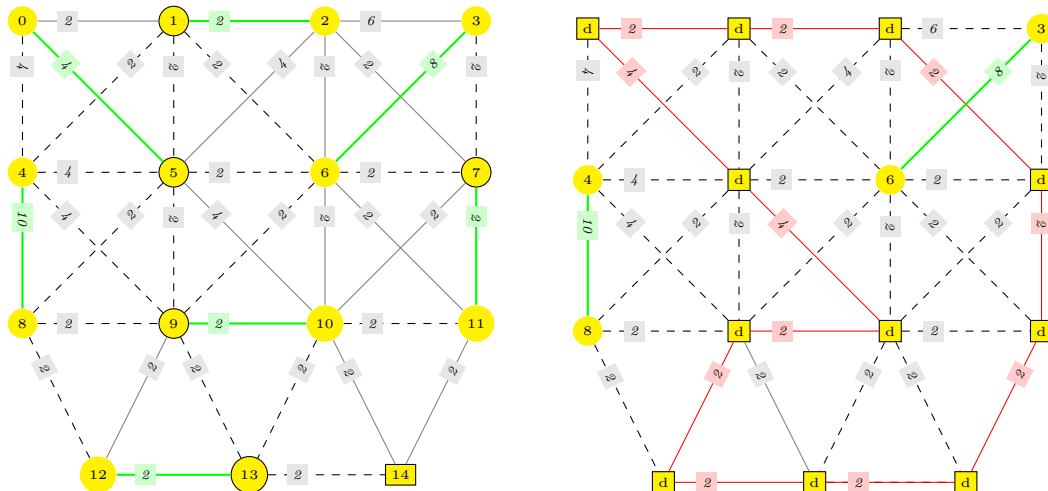 0 2 1 2 2 6 3
4 4 2 2 2 2 4 2 2 8 2
4 4 5 2 6 2 7
10 4 2 2 2 4 2 2 2 2 2
8 2 9 2 10 2 11
2 2 2 2 2 2
12 2 13 2 14
d 2 d 2 d 6 3
4 4 2 2 2 4 2 2 8 2
4 4 d 2 6 2 d
10 4 2 2 2 4 2 2 2 2
8 2 d 2 d 2 d
2 2 2 2 2 2
d 2 d 2 d